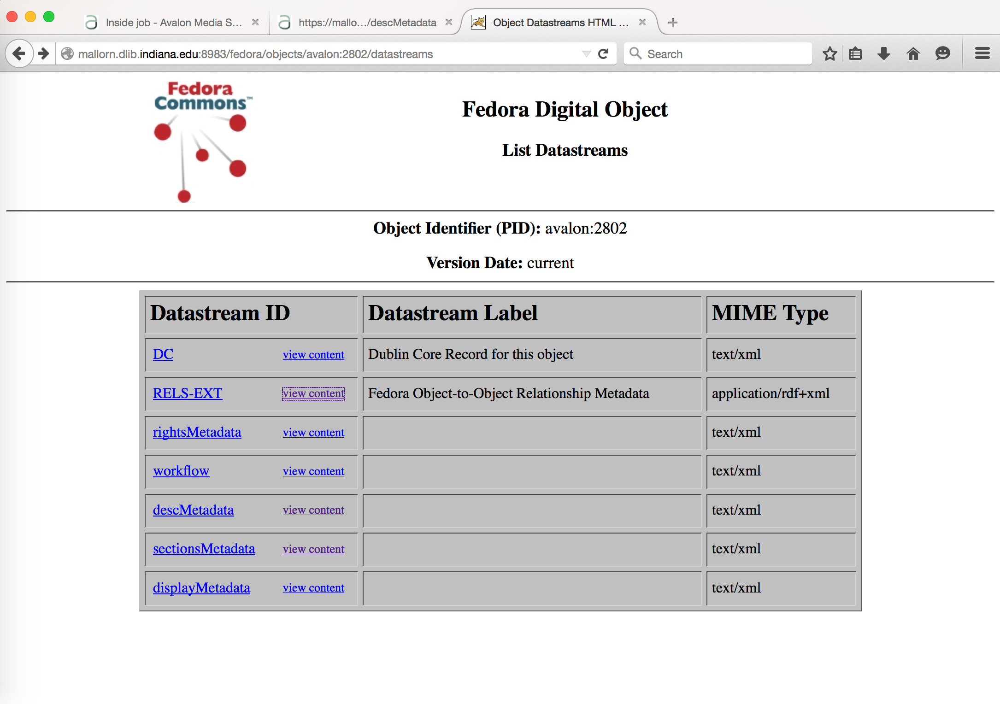 Inside job - Avalon Media S...
https://mallo.../descMetadata
Object Datastreams HTML ...
mallorn.dlib.indiana.edu:8983/fedora/objects/avalon:2802/datastreams
Search
Fedora
Commons™
Fedora Digital Object
List Datastreams
Object Identifier (PID): avalon:2802
Version Date: current
Datastream ID Datastream Label MIME Type
DC view content Dublin Core Record for this object text/xml
RELS-EXT view content Fedora Object-to-Object Relationship Metadata application/rdf+xml
rightsMetadata view content text/xml
workflow view content text/xml
descMetadata view content text/xml
sectionsMetadata view content text/xml
displayMetadata view content text/xml